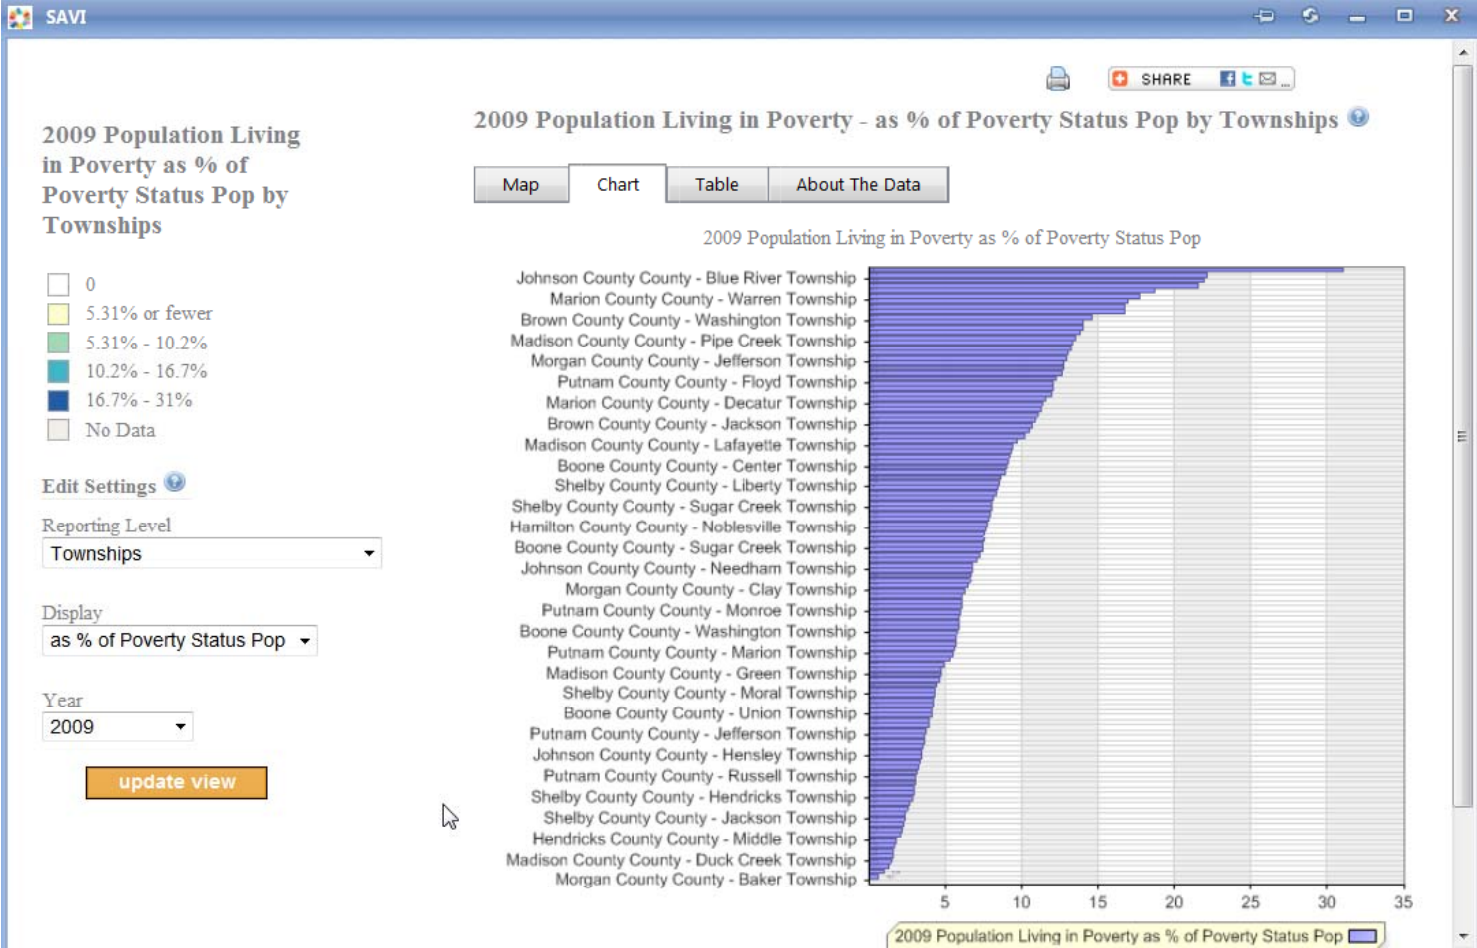 SAVI
SHARE
...
2009 Population Living
in Poverty as % of
Poverty Status Pop by
Townships
0
5.31% or fewer
5.31% - 10.2%
10.2% - 16.7%
16.7% - 31%
No Data
Edit Settings
?
Reporting Level
Townships
Display
as % of Poverty Status Pop
Year
2009
update view
2009 Population Living in Poverty - as % of Poverty Status Pop by Townships
?
Map
Chart
Table
About The Data
2009 Population Living in Poverty as % of Poverty Status Pop
Johnson County County - Blue River Township
Marion County County - Warren Township
Brown County County - Washington Township
Madison County County - Pipe Creek Township
Morgan County County - Jefferson Township
Putnam County County - Floyd Township
Marion County County - Decatur Township
Brown County County - Jackson Township
Madison County County - Lafayette Township
Boone County County - Center Township
Shelby County County - Liberty Township
Shelby County County - Sugar Creek Township
Hamilton County County - Noblesville Township
Boone County County - Sugar Creek Township
Johnson County County - Needham Township
Morgan County County - Clay Township
Putnam County County - Monroe Township
Boone County County - Washington Township
Putnam County County - Marion Township
Madison County County - Green Township
Shelby County County - Moral Township
Boone County County - Union Township
Putnam County County - Jefferson Township
Johnson County County - Hensley Township
Putnam County County - Russell Township
Shelby County County - Hendricks Township
Shelby County County - Jackson Township
Hendricks County County - Middle Township
Madison County County - Duck Creek Township
Morgan County County - Baker Township
5 10 15 20 25 30 35
2009 Population Living in Poverty as % of Poverty Status Pop